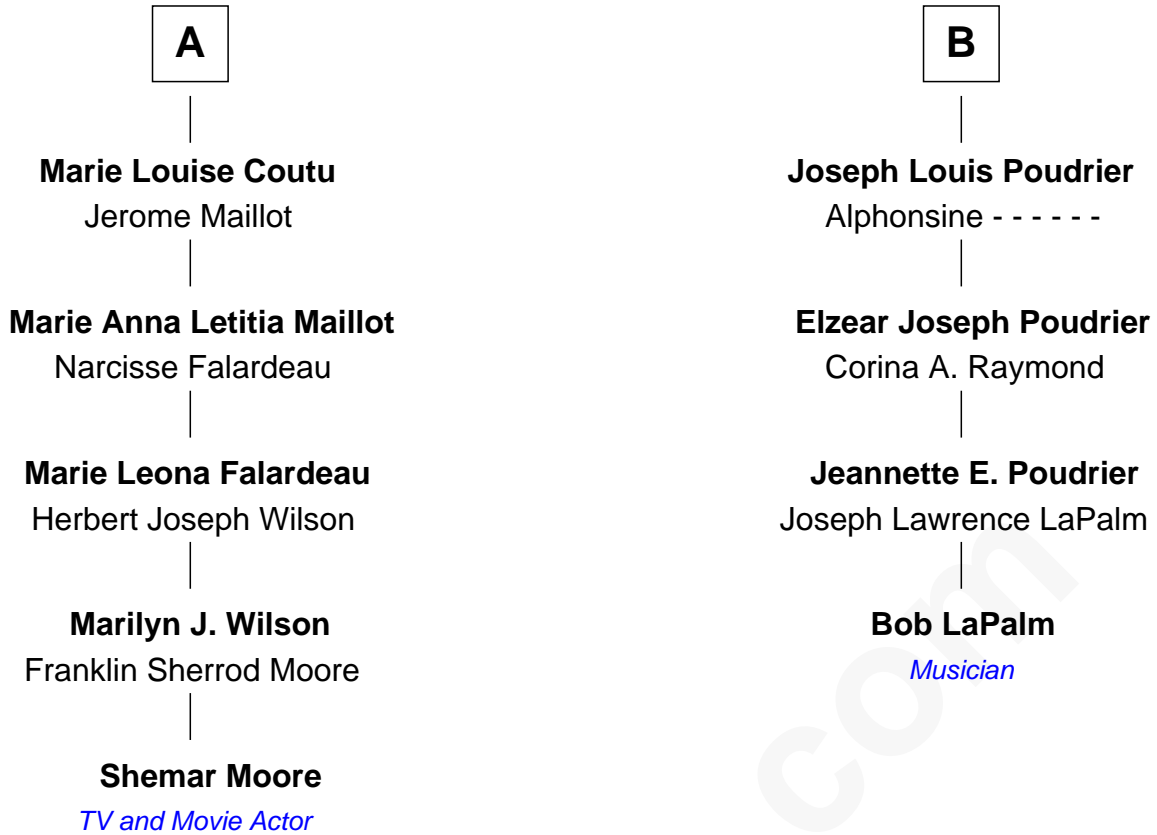 A
Marie Louise Coutu
Jerome Maillot
Marie Anna Letitia Maillot
Narcisse Falardeau
Marie Leona Falardeau
Herbert Joseph Wilson
Marilyn J. Wilson
Franklin Sherrod Moore
Shemar Moore
TV and Movie Actor
B
Joseph Louis Poudrier
Alphonsine - - - - - -
Elzear Joseph Poudrier
Corina A. Raymond
Jeannette E. Poudrier
Joseph Lawrence LaPalm
Bob LaPalm
Musician
com